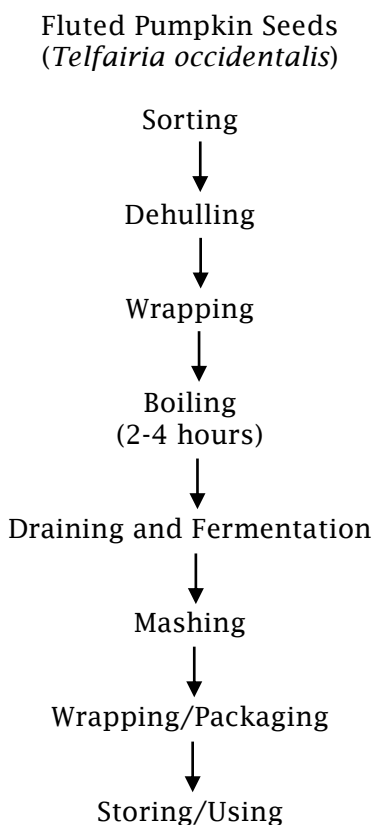 Fluted Pumpkin Seeds
(Telfairia occidentalis)
Sorting
Dehulling
Wrapping
Boiling
(2-4 hours)
Draining and Fermentation
Mashing
Wrapping/Packaging
Storing/Using